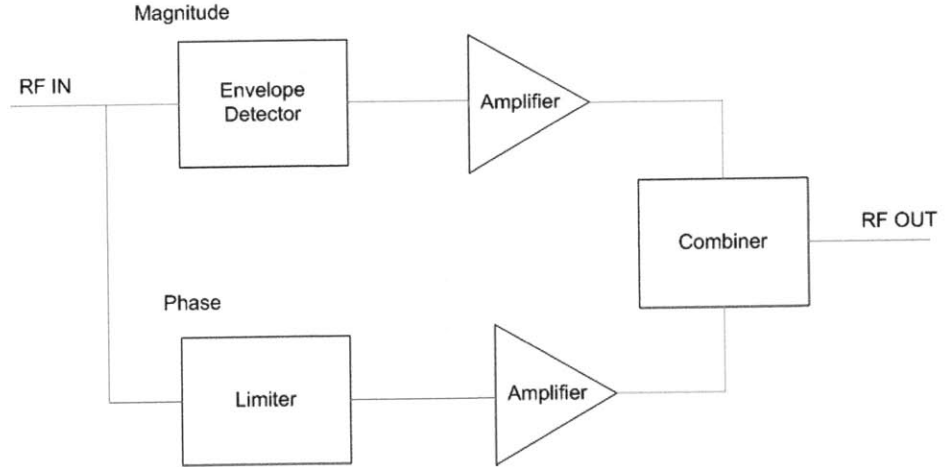 Magnitude
RF IN
Envelope
Detector
Amplifier
Combiner
RF OUT
Phase
Limiter
Amplifier